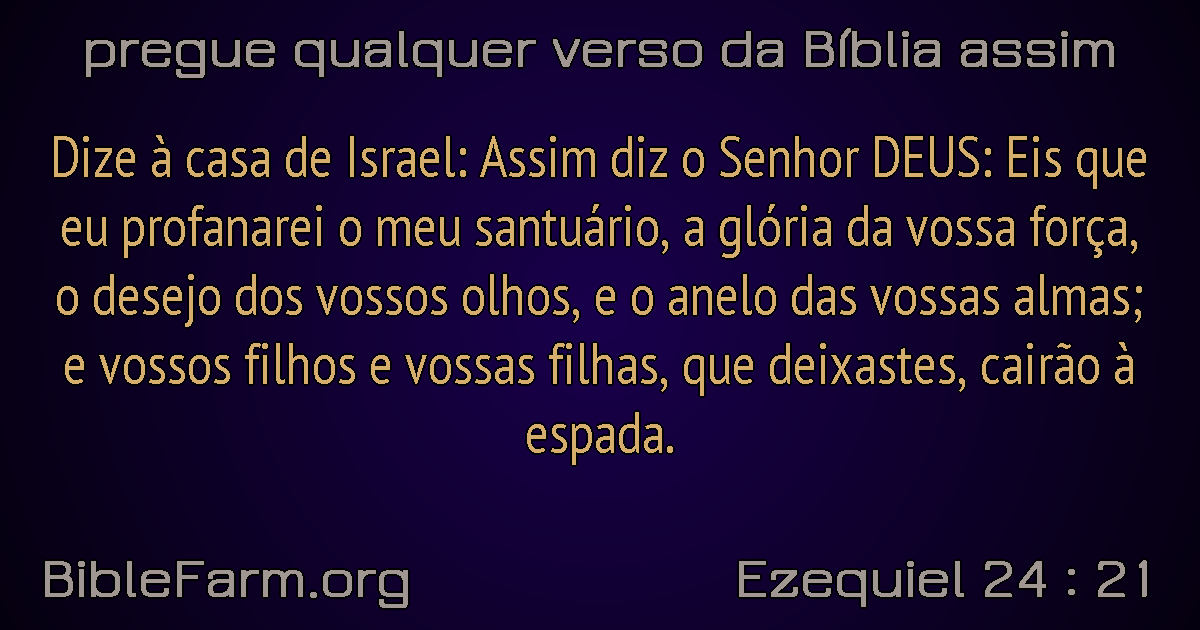 pregue qualquer verso da Bíblia assim
Dize à casa de Israel: Assim diz o Senhor DEUS: Eis que
eu profanarei o meu santuário, a glória da vossa força,
o desejo dos vossos olhos, e o anelo das vossas almas;
e vossos filhos e vossas filhas, que deixastes, cairão à
espada.
BibleFarm.org
Ezequiel 24 : 21